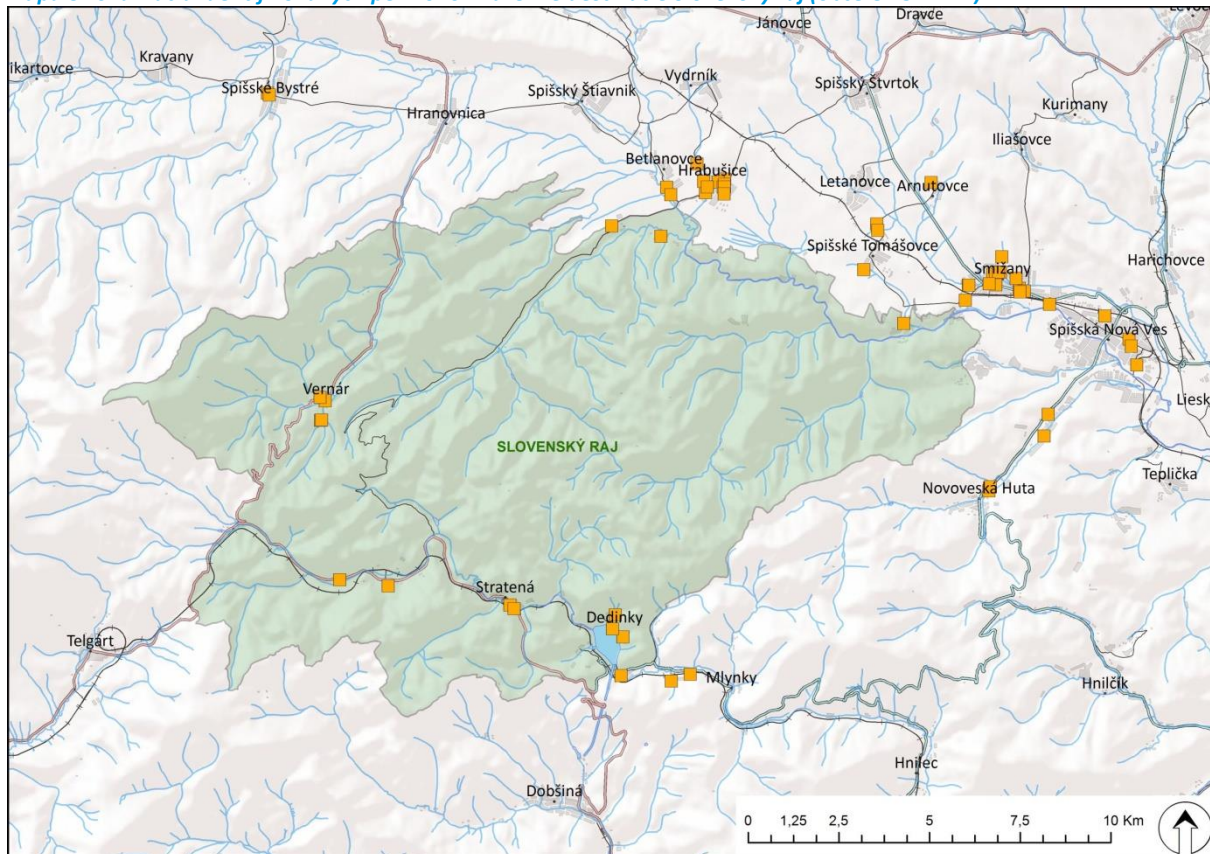 Jánovce
Dravce
Kravany
ikartovce
Spišské Bystré
Vydrník
Spišský Štiavnik
Spišský Štvrtok
Kurimany
Hranovnica
Iliašovce
Betlanovce
Hrabušice
Letanovce
Arnutovce
Spišské Tomášovce
Harichovce
Smižany
Spišská Nová Ves
Vernár
Liesk
SLOVENSKÝ RAJ
Teplička
Novoveská Huta
Stratená
Dedinky
Telgárt
Mlynky
Hnilčík
Hnilec
Dobšiná
0 1,25 2,5 5 7,5 10 Km